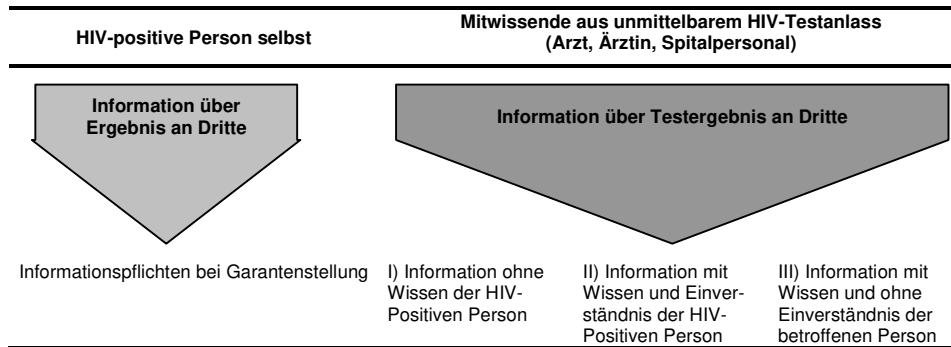 HIV-positive Person selbst
Mitwissende aus unmittelbarem HIV-Testanlass
(Arzt, Ärztin, Spitalpersonal)
Information über
Ergebnis an Dritte
Information über Testergebnis an Dritte
Informationspflichten bei Garantenstellung
I) Information ohne
Wissen der HIV-
Positiven Person
II) Information mit
Wissen und Einver-
ständnis der HIV-
Positiven Person
III) Information mit
Wissen und ohne
Einverständnis der
betroffenen Person